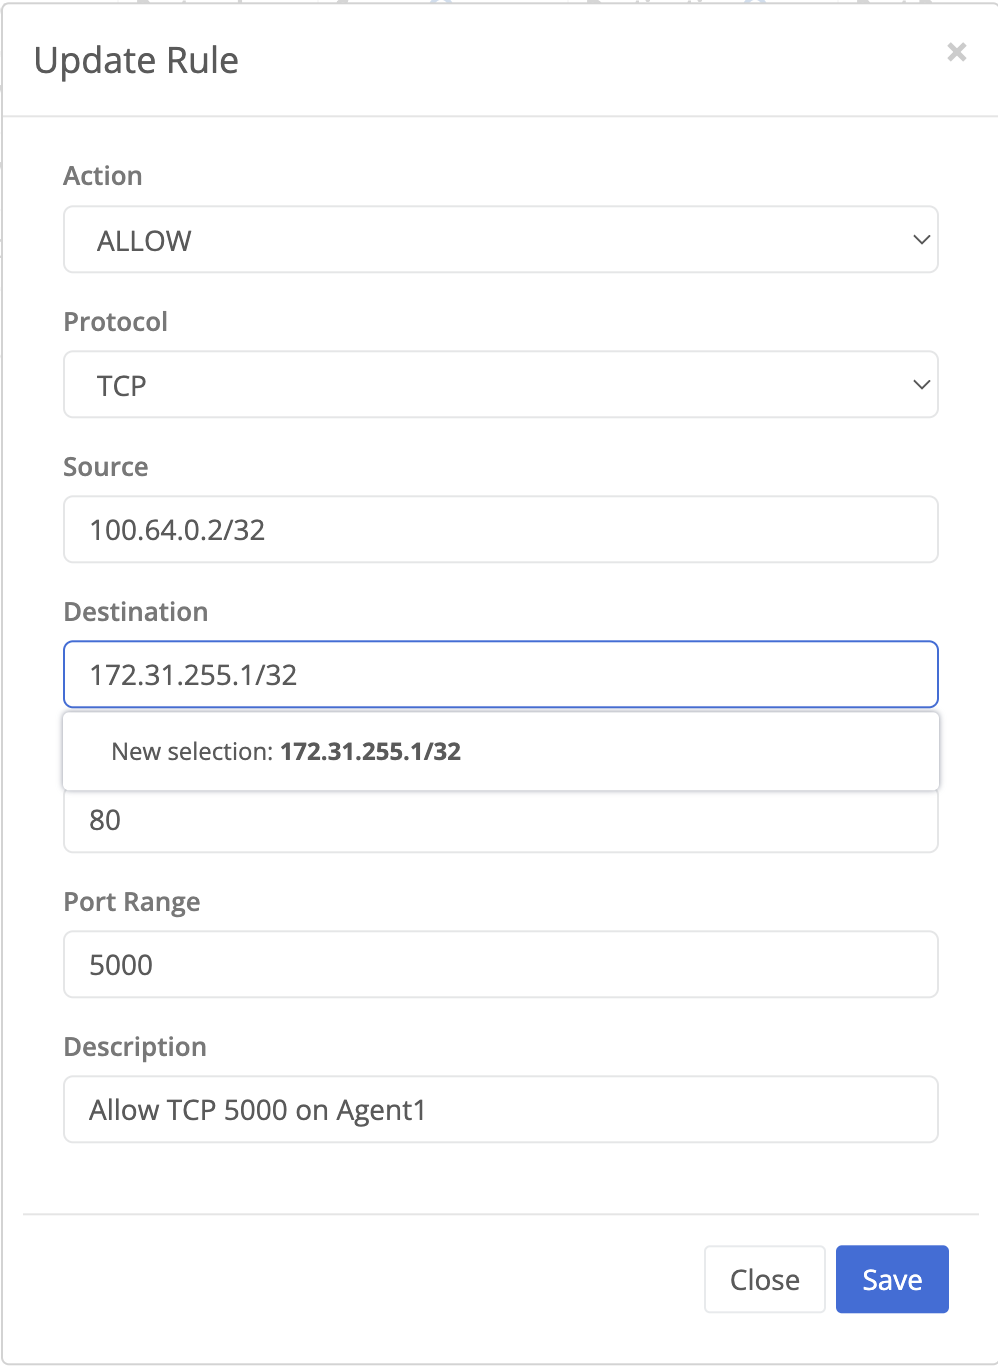 Update Rule
×
Action
ALLOW
Protocol
TCP
Source
100.64.0.2/32
Destination
172.31.255.1/32
New selection: 172.31.255.1/32
80
Port Range
5000
Description
Allow TCP 5000 on Agent1
Close
Save